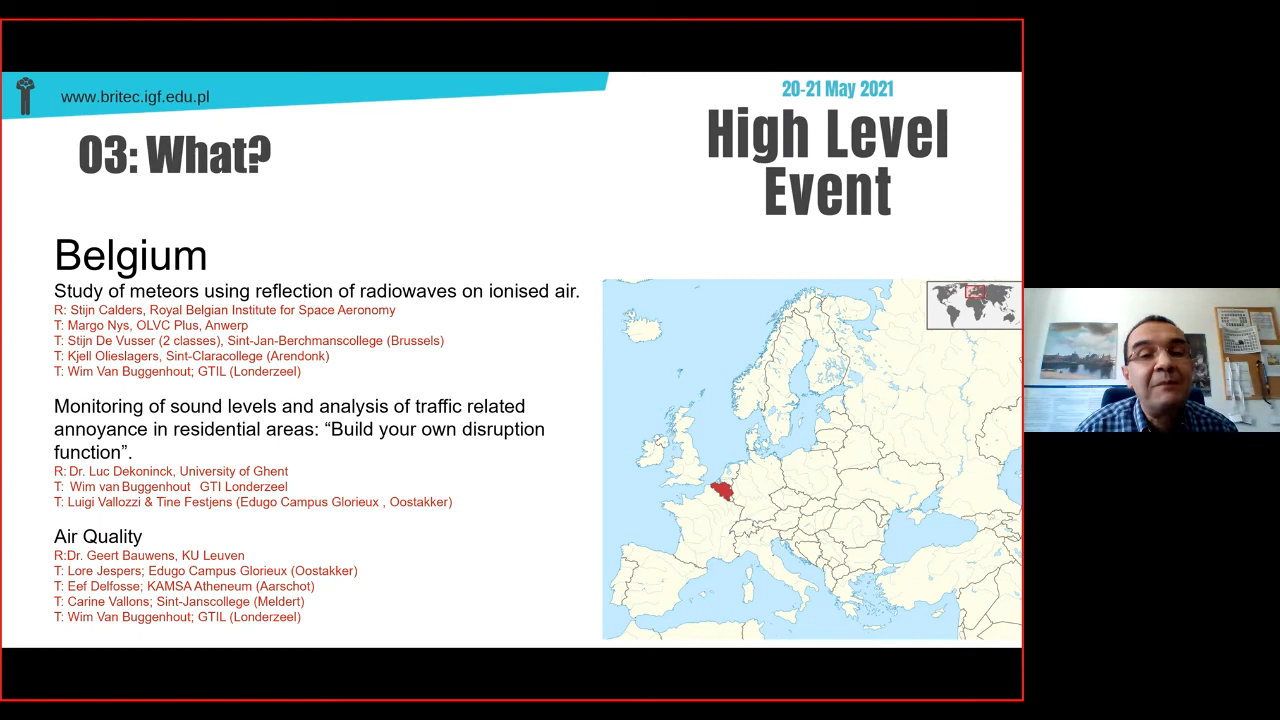 www.britec.igf.edu.pl
20-21 May 2021
High Level
Event
03: What?
Belgium
Study of meteors using reflection of radiowaves on ionised air.
R: Stijn Calders, Royal Belgian Institute for Space Aeronomy
T: Margo Nys, OLVC Plus, Anwerp
T: Stijn De Vusser (2 classes), Sint-Jan-Berchmanscollege (Brussels)
T: Kjell Olieslagers, Sint-Claracollege (Arendonk)
T: Wim Van Buggenhout; GTIL (Londerzeel)
Monitoring of sound levels and analysis of traffic related
annoyance in residential areas: “Build your own disruption
function”.
R: Dr. Luc Dekoninck, University of Ghent
T: Wim van Buggenhout GTI Londerzeel
T: Luigi Vallozzi & Tine Festjens (Edugo Campus Glorieux , Oostakker)
Air Quality
R:Dr. Geert Bauwens, KU Leuven
T: Lore Jespers; Edugo Campus Glorieux (Oostakker)
T: Eef Delfosse; KAMSA Atheneum (Aarschot)
T: Carine Vallons; Sint-Janscollege (Meldert)
T: Wim Van Buggenhout; GTIL (Londerzeel)